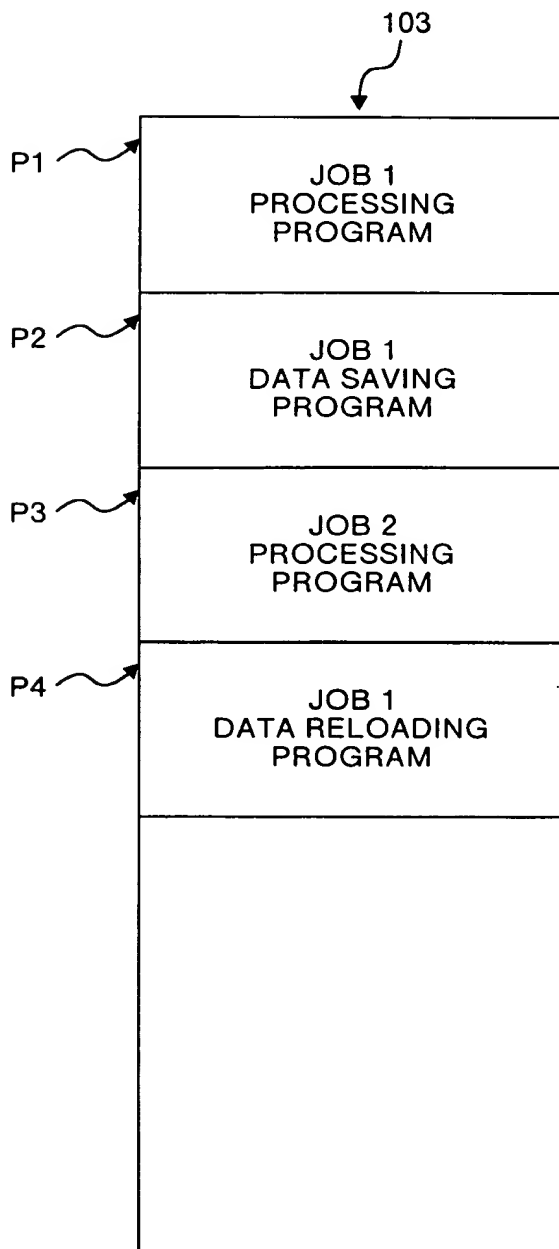 103
P1
JOB 1
PROCESSING
PROGRAM
P2
JOB 1
DATA SAVING
PROGRAM
P3
JOB 2
PROCESSING
PROGRAM
P4
JOB 1
DATA RELOADING
PROGRAM